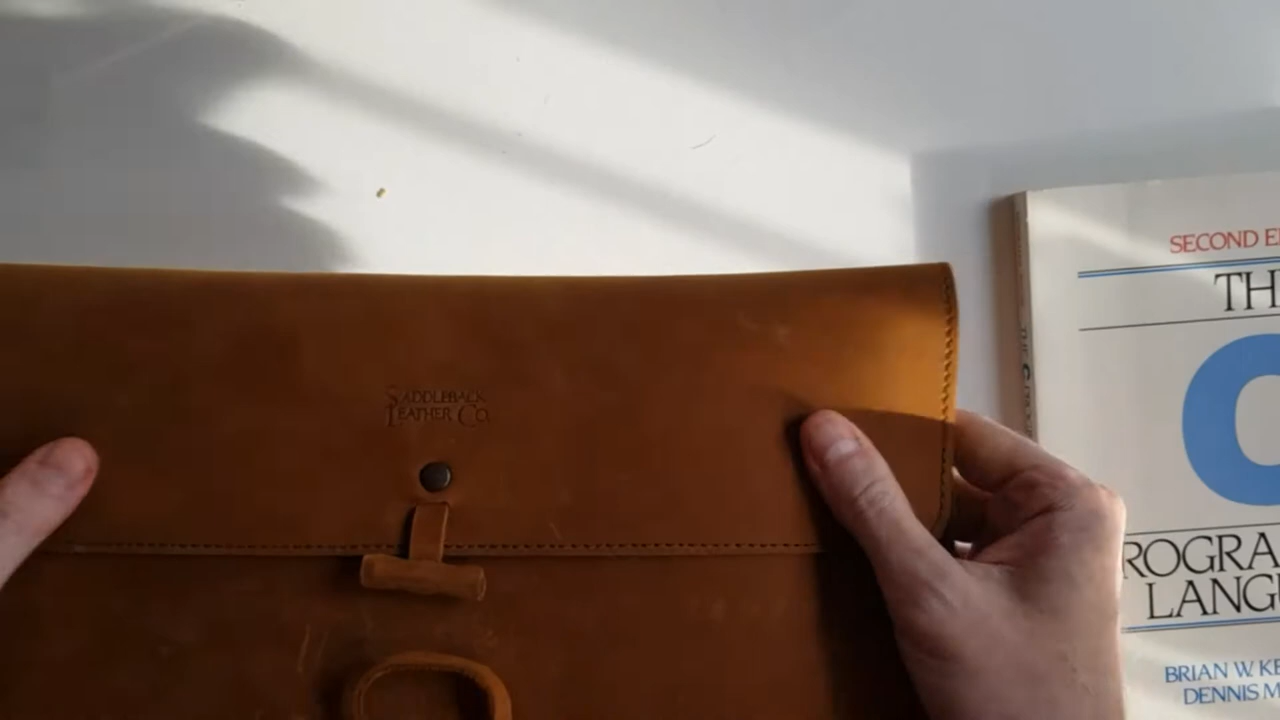 SADDLEBACK
LEATHER CO.
SECOND E
TH
C
ROGRA
LANG
BRIAN W. KE
DENNIS M